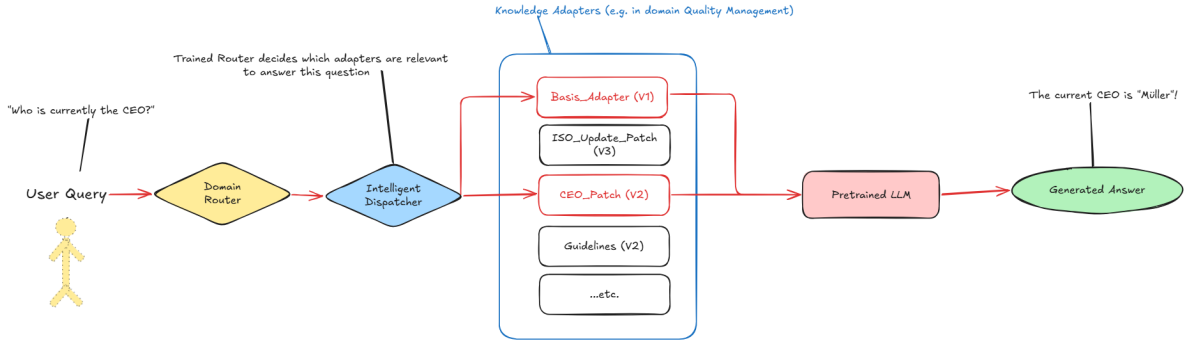 Knowledge Adapters (e.g. in domain Quality Management)
Trained Router decides which adapters are relevant
to answer this question
"Who is currently the CEO?"
User Query
Domain
Router
Intelligent
Dispatcher
Basis_Adapter (V1)
ISO_Update_Patch
(V3)
CEO_Patch (V2)
Guidelines (V2)
...etc.
Pretrained LLM
The current CEO is "Müller"!
Generated Answer